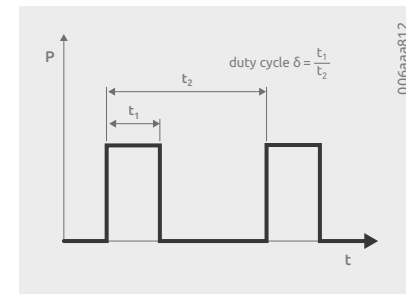 006aaa812
P
duty cycle δ = t₁/t₂
t₂
t₁
t